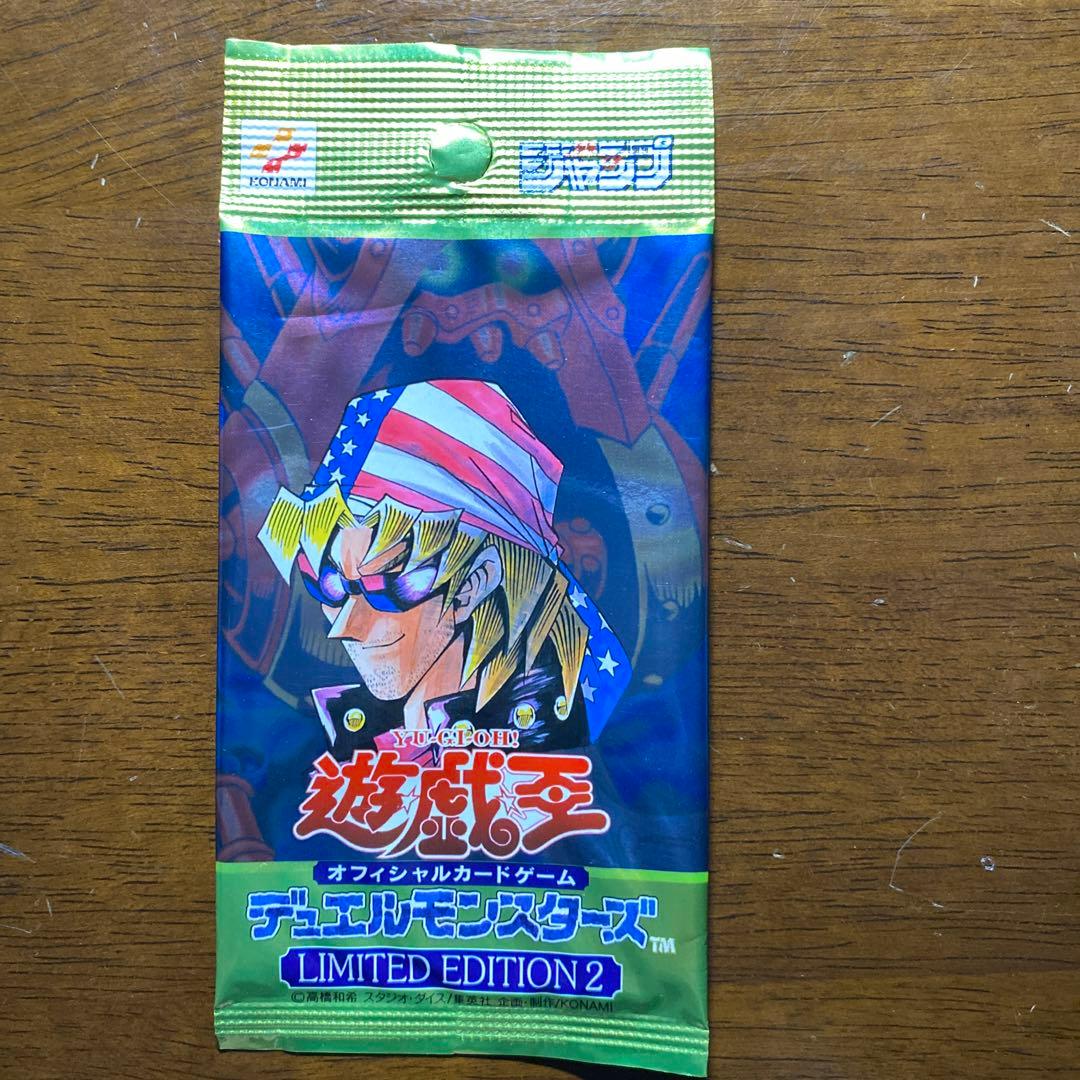 KONAMI
ジャンプ
YU-GI-OH!
遊戯王
オフィシャルカードゲーム
デュエルモンスターズ™
LIMITED EDITION 2
©高橋和希 スタジオ・ダイス/集英社 企画・制作/KONAMI